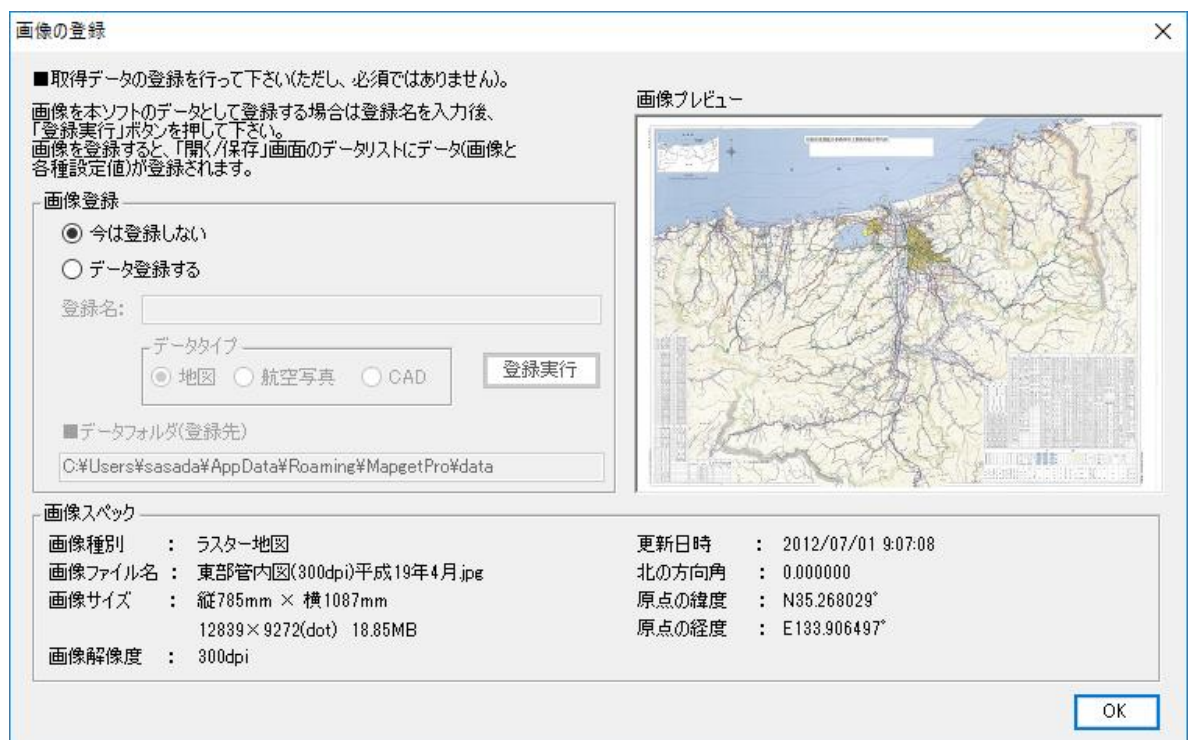 画像の登録
■取得データの登録を行って下さい(ただし、必須ではありません)。
画像を本ソフトのデータとして登録する場合は登録名を入力後、
「登録実行」ボタンを押して下さい。
画像を登録すると、「開く/保存」画面のデータリストにデータ(画像と
各種設定値)が登録されます。
画像登録
今は登録しない
データ登録する
登録名:
データタイプ
地図 航空写真 CAD
登録実行
■データフォルダ(登録先)
C:¥Users¥sasada¥AppData¥Roaming¥MapgetPro¥data
画像プレビュー
画像スペック
画像種別 : ラスター地図
画像ファイル名 : 東部管内図(300dpi)平成19年4月.jpg
画像サイズ : 縦785mm × 横1087mm
12839×9272(dot) 18.85MB
画像解像度 : 300dpi
更新日時 : 2012/07/01 9:07:08
北の方向角 : 0.000000
原点の緯度 : N35.268029°
原点の経度 : E133.906497°
OK